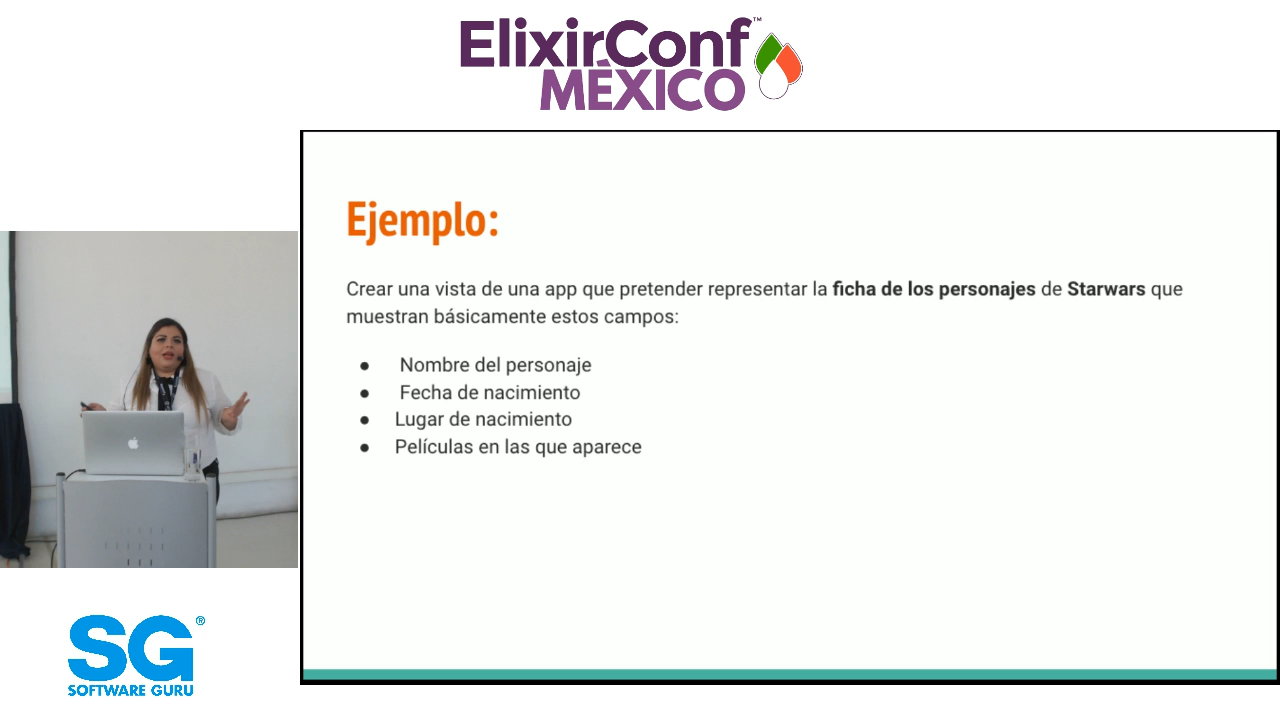 ElixirConf™
MÉXICO
Ejemplo:
Crear una vista de una app que pretender representar la ficha de los personajes de Starwars que
muestran básicamente estos campos:
● Nombre del personaje
● Fecha de nacimiento
● Lugar de nacimiento
● Películas en las que aparece
SG®
SOFTWARE GURU